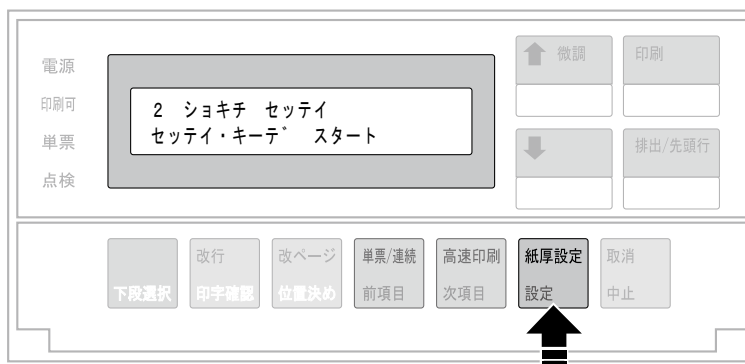 電源
印刷可
単票
点検
2 ショキチ セッテイ
セッテイ・キーデ スタート
微調
印刷
排出/先頭行
下段選択
改行
印字確認
改ページ
位置決め
単票/連続
前項目
高速印刷
次項目
紙厚設定
設定
取消
中止